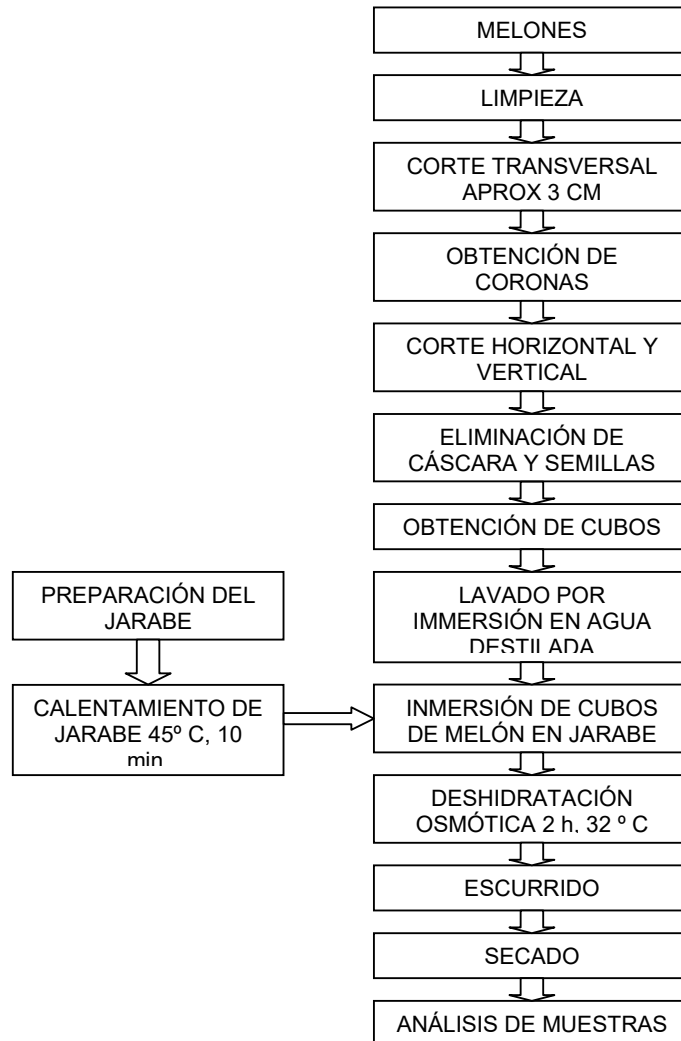 MELONES
LIMPIEZA
CORTE TRANSVERSAL
APROX 3 CM
OBTENCIÓN DE
CORONAS
CORTE HORIZONTAL Y
VERTICAL
ELIMINACIÓN DE
CÁSCARA Y SEMILLAS
OBTENCIÓN DE CUBOS
PREPARACIÓN DEL
JARABE
LAVADO POR
IMMERSIÓN EN AGUA
DESTILADA
CALENTAMIENTO DE
JARABE 45º C, 10
min
INMERSIÓN DE CUBOS
DE MELÓN EN JARABE
DESHIDRATACIÓN
OSMÓTICA 2 h, 32 º C
ESCURRIDO
SECADO
ANÁLISIS DE MUESTRAS